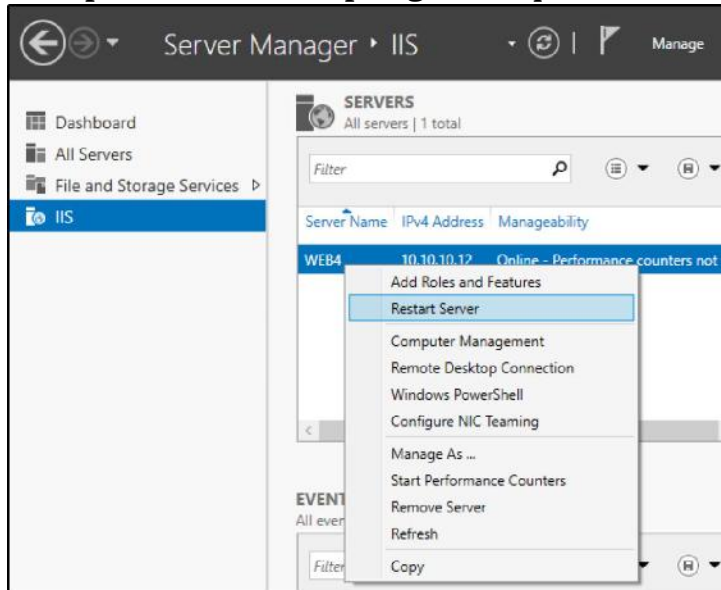 Server Manager ‣ IIS
Manage
Dashboard
All Servers
File and Storage Services
IIS
SERVERS
All servers | 1 total
Filter
Server Name IPv4 Address Manageability
WEB4 10.10.10.12 Online - Performance counters not
Add Roles and Features
Restart Server
Computer Management
Remote Desktop Connection
Windows PowerShell
Configure NIC Teaming
Manage As ...
Start Performance Counters
Remove Server
Refresh
Copy
EVENT
All ever
Filter